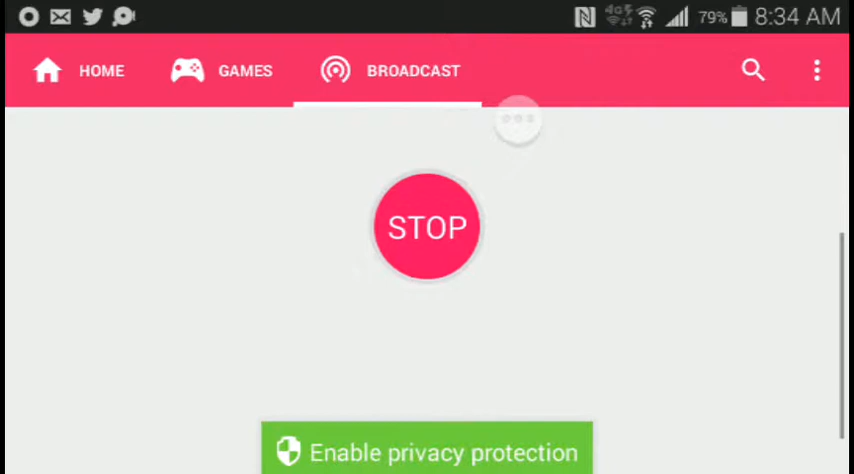 79% 8:34 AM
HOME GAMES BROADCAST
STOP
Enable privacy protection